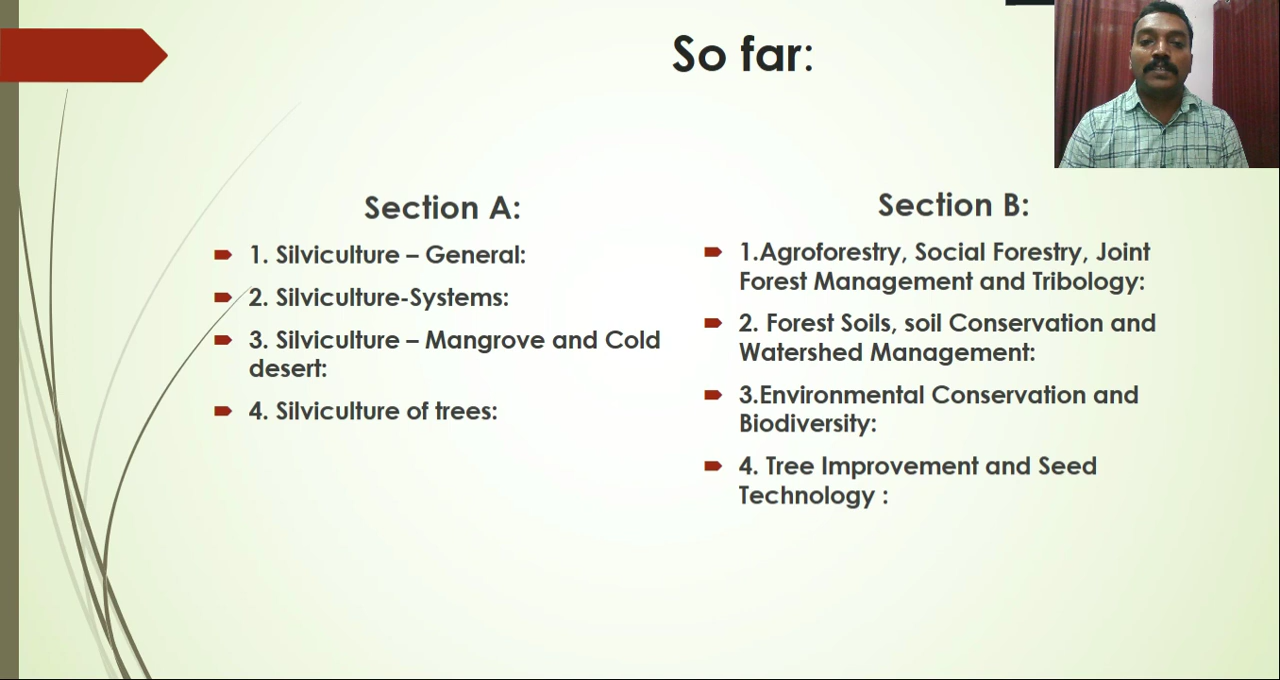 So far:
Section A:
1. Silviculture – General:
2. Silviculture-Systems:
3. Silviculture – Mangrove and Cold
desert:
4. Silviculture of trees:
Section B:
1.Agroforestry, Social Forestry, Joint
Forest Management and Tribology:
2. Forest Soils, soil Conservation and
Watershed Management:
3.Environmental Conservation and
Biodiversity:
4. Tree Improvement and Seed
Technology :